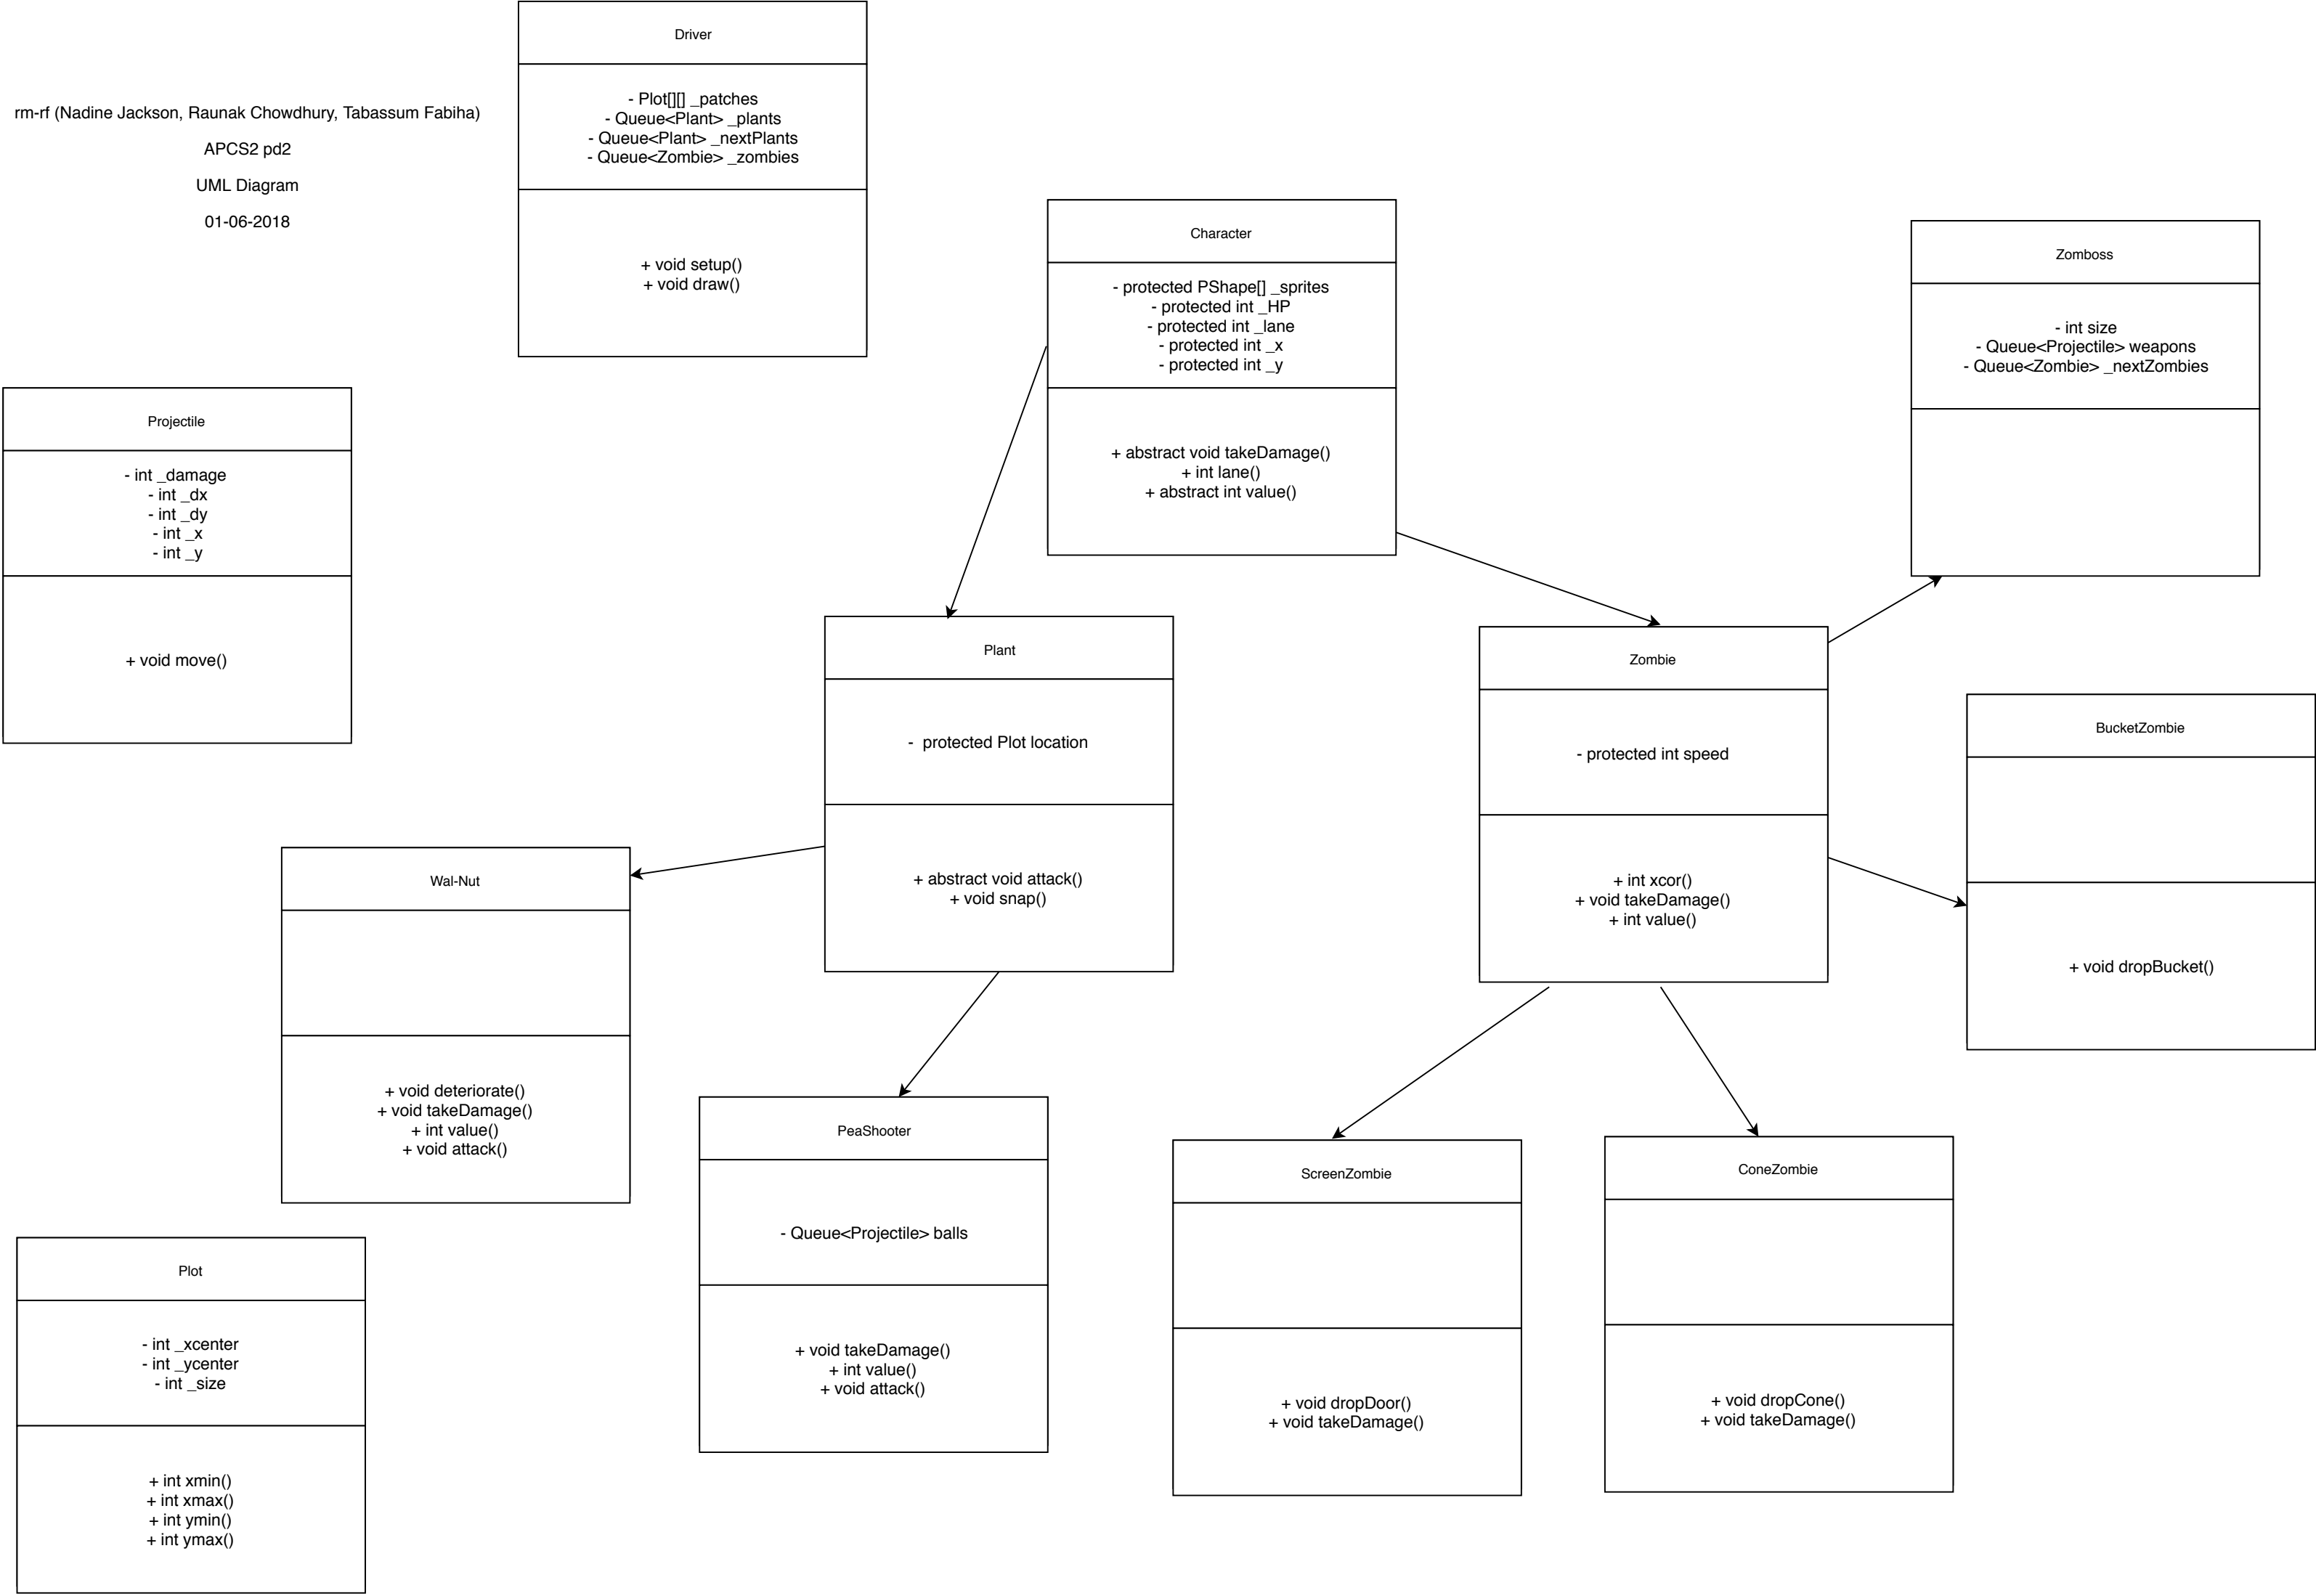 rm-rf (Nadine Jackson, Raunak Chowdhury, Tabassum Fabiha)
APCS2 pd2
UML Diagram
01-06-2018
Driver
- Plot[][] _patches
- Queue<Plant> _plants
- Queue<Plant> _nextPlants
- Queue<Zombie> _zombies
+ void setup()
+ void draw()
Character
- protected PShape[] _sprites
- protected int _HP
- protected int _lane
- protected int _x
- protected int _y
+ abstract void takeDamage()
+ int lane()
+ abstract int value()
Zomboss
- int size
- Queue<Projectile> weapons
- Queue<Zombie> _nextZombies
Projectile
- int _damage
- int _dx
- int _dy
- int _x
- int _y
+ void move()
Plant
- protected Plot location
+ abstract void attack()
+ void snap()
Zombie
- protected int speed
+ int xcor()
+ void takeDamage()
+ int value()
BucketZombie
+ void dropBucket()
Wal-Nut
+ void deteriorate()
+ void takeDamage()
+ int value()
+ void attack()
PeaShooter
- Queue<Projectile> balls
+ void takeDamage()
+ int value()
+ void attack()
ScreenZombie
+ void dropDoor()
+ void takeDamage()
ConeZombie
+ void dropCone()
+ void takeDamage()
Plot
- int _xcenter
- int _ycenter
- int _size
+ int xmin()
+ int xmax()
+ int ymin()
+ int ymax()